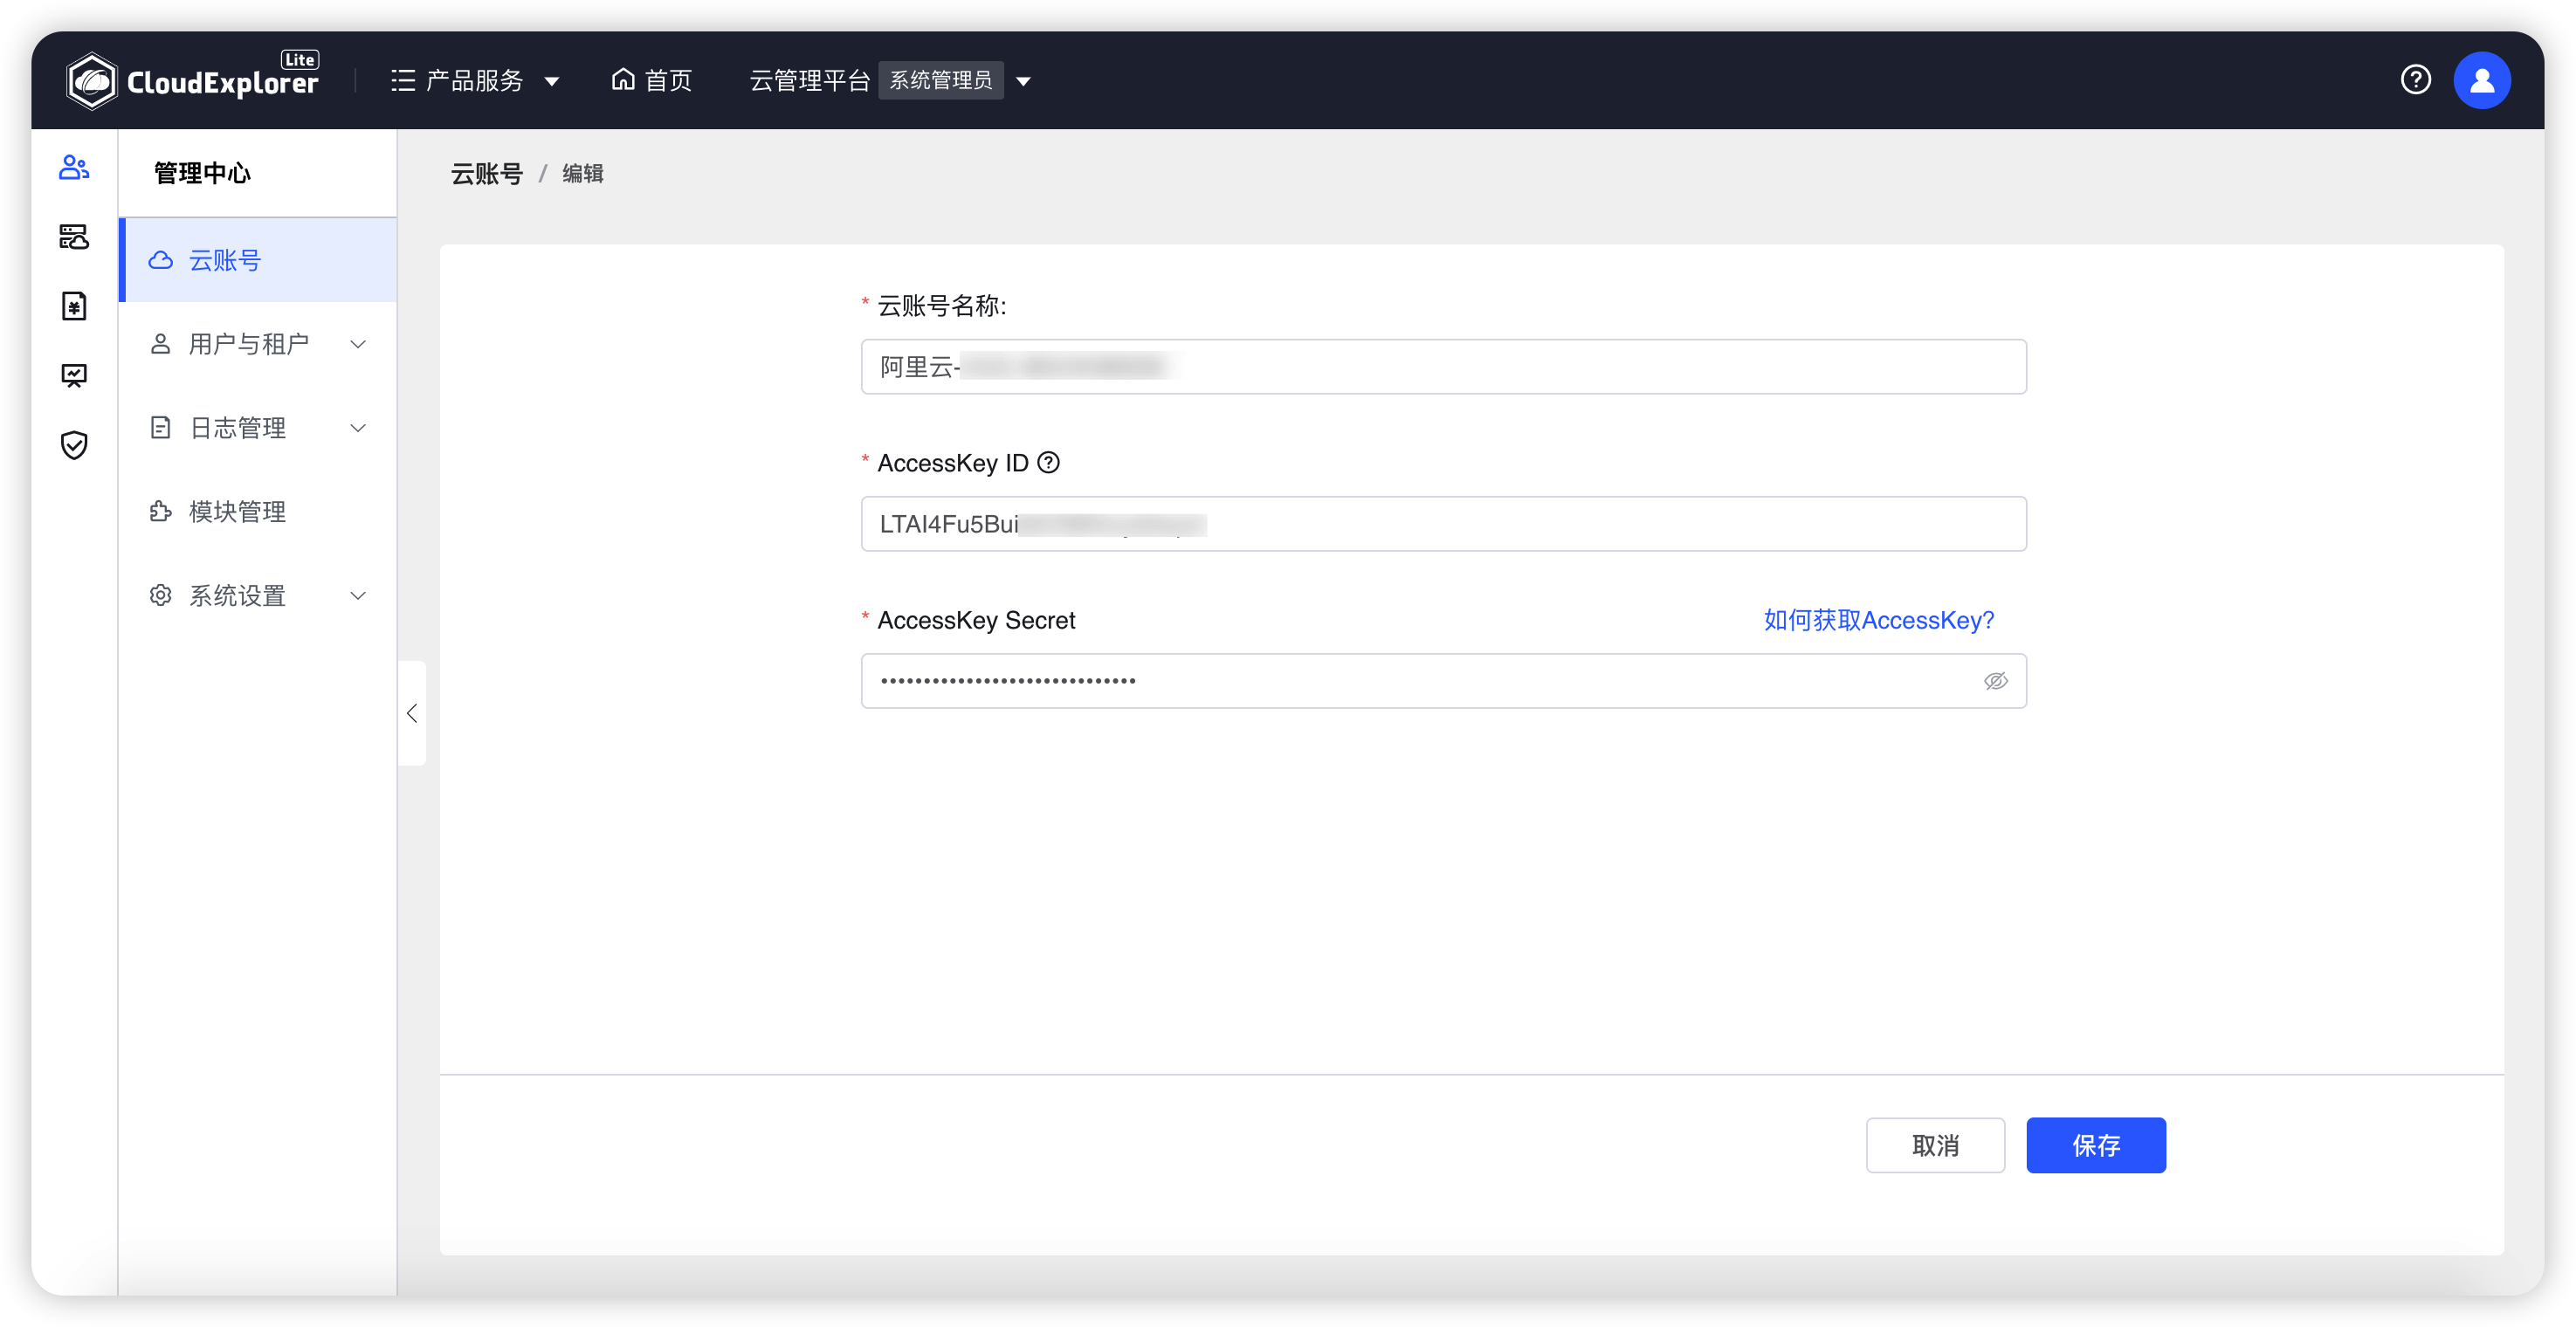 CloudExplorer Lite
产品服务
首页
云管理平台 系统管理员
管理中心
云账号
用户与租户
日志管理
模块管理
系统设置
云账号 / 编辑
* 云账号名称:
阿里云-
* AccessKey ID
LTAI4Fu5Bui
* AccessKey Secret
如何获取AccessKey?
取消
保存